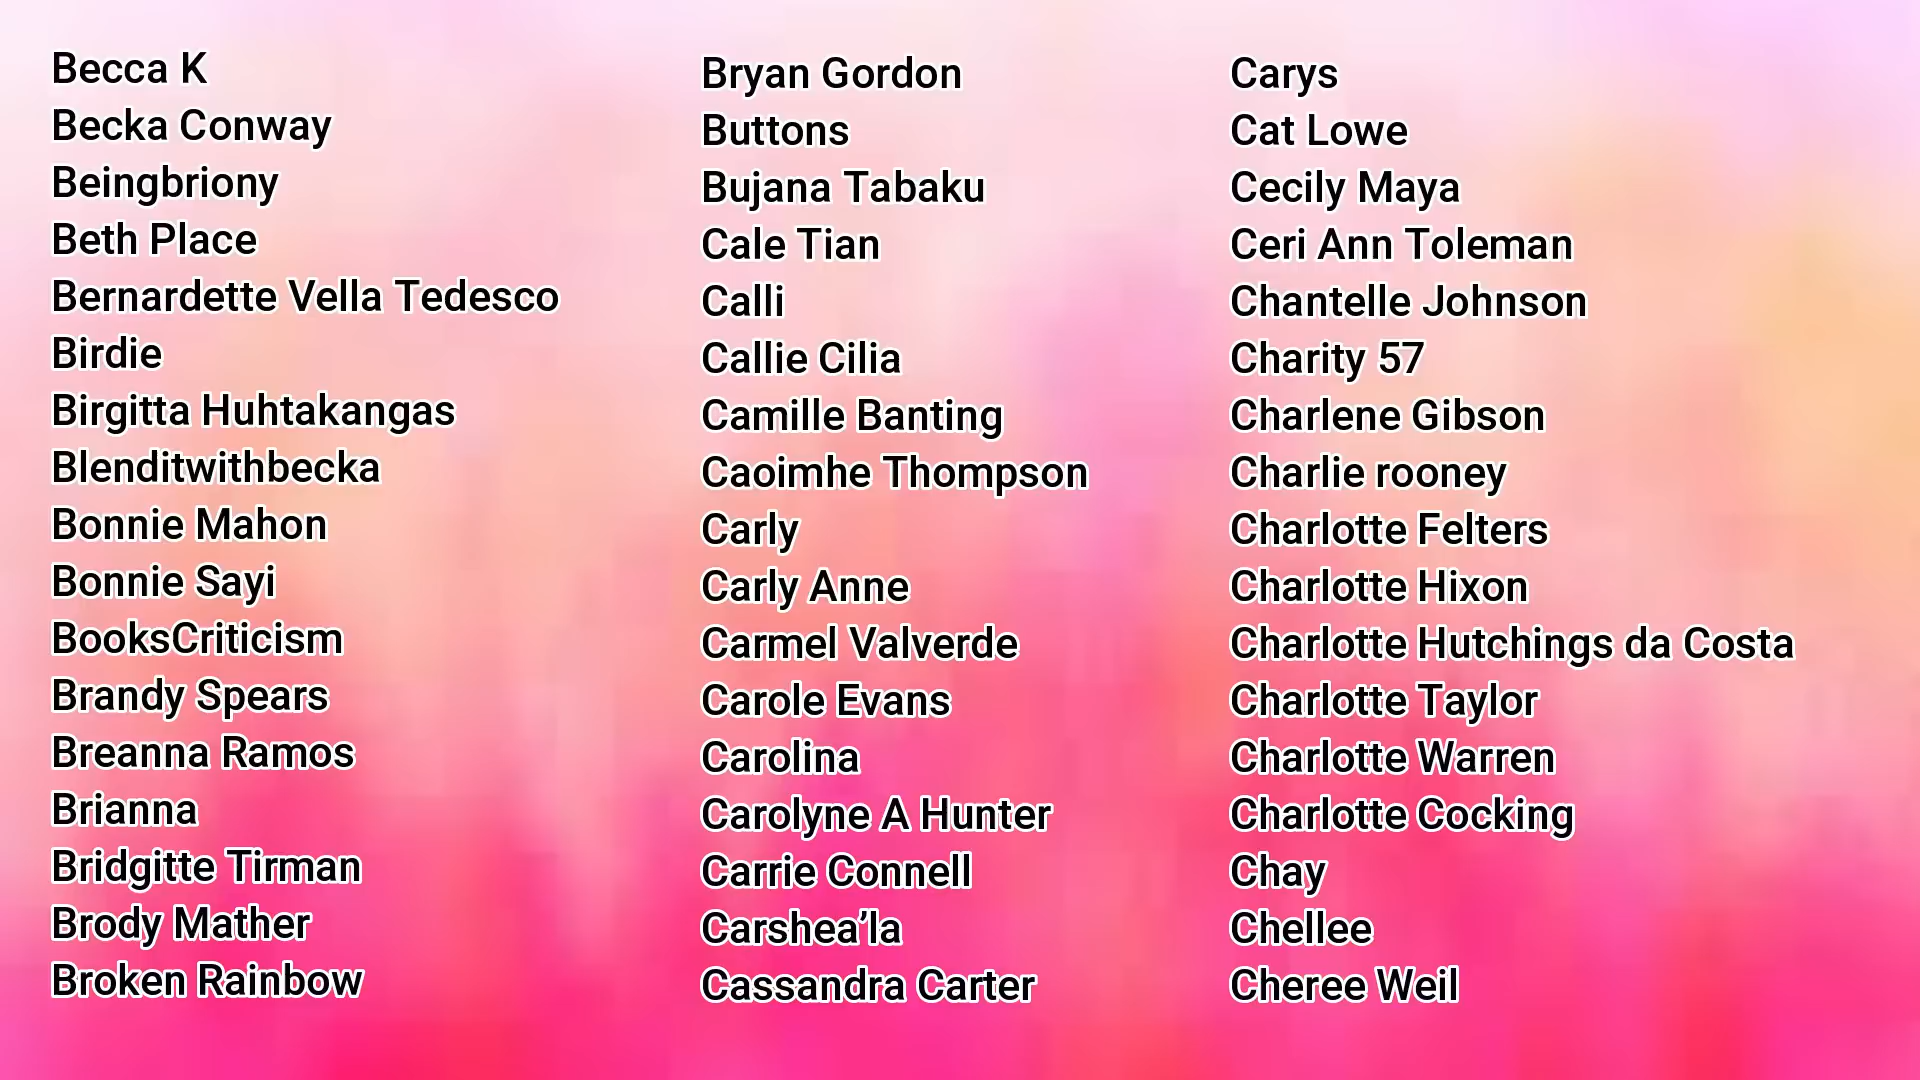 Becca K
Becka Conway
Beingbriony
Beth Place
Bernardette Vella Tedesco
Birdie
Birgitta Huhtakangas
Blenditwithbecka
Bonnie Mahon
Bonnie Sayi
BooksCriticism
Brandy Spears
Breanna Ramos
Brianna
Bridgitte Tirman
Brody Mather
Broken Rainbow
Bryan Gordon
Buttons
Bujana Tabaku
Cale Tian
Calli
Callie Cilia
Camille Banting
Caoimhe Thompson
Carly
Carly Anne
Carmel Valverde
Carole Evans
Carolina
Carolyne A Hunter
Carrie Connell
Carshea’la
Cassandra Carter
Carys
Cat Lowe
Cecily Maya
Ceri Ann Toleman
Chantelle Johnson
Charity 57
Charlene Gibson
Charlie rooney
Charlotte Felters
Charlotte Hixon
Charlotte Hutchings da Costa
Charlotte Taylor
Charlotte Warren
Charlotte Cocking
Chay
Chellee
Cheree Weil